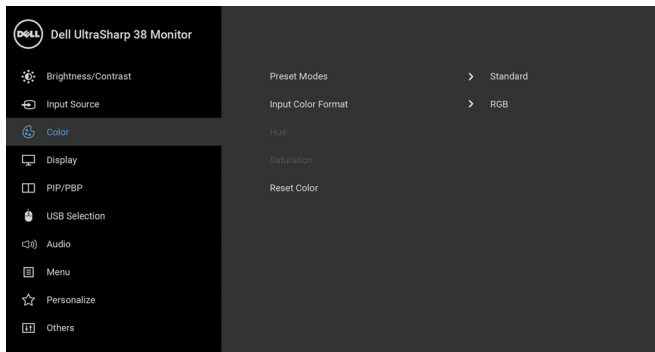 DELL Dell UltraSharp 38 Monitor
Brightness/Contrast
Preset Modes > Standard
Input Source
Input Color Format > RGB
Color
Hue
Display
Saturation
PIP/PBP
Reset Color
USB Selection
Audio
Menu
Personalize
Others